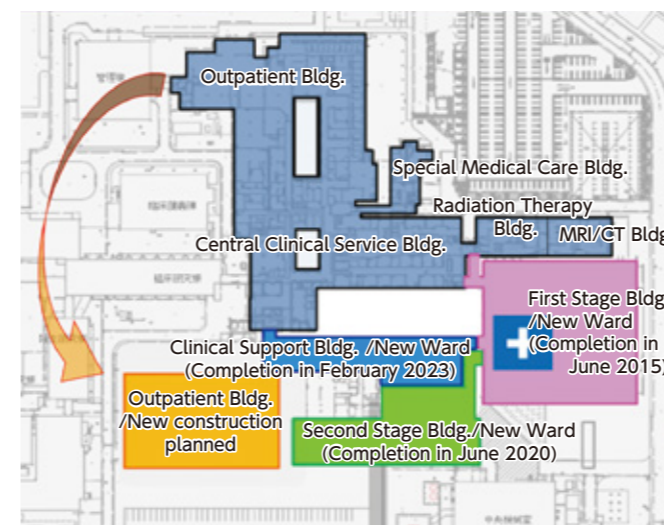 Outpatient Bldg.
Special Medical Care Bldg.
Radiation Therapy
Bldg.
MRI/CT Bldg
Central Clinical Service Bldg.
First Stage Bldg
/New Ward
(Completion in
June 2015)
Clinical Support Bldg. /New Ward
(Completion in February 2023)
Outpatient Bldg.
/New construction
planned
Second Stage Bldg./New Ward
(Completion in June 2020)